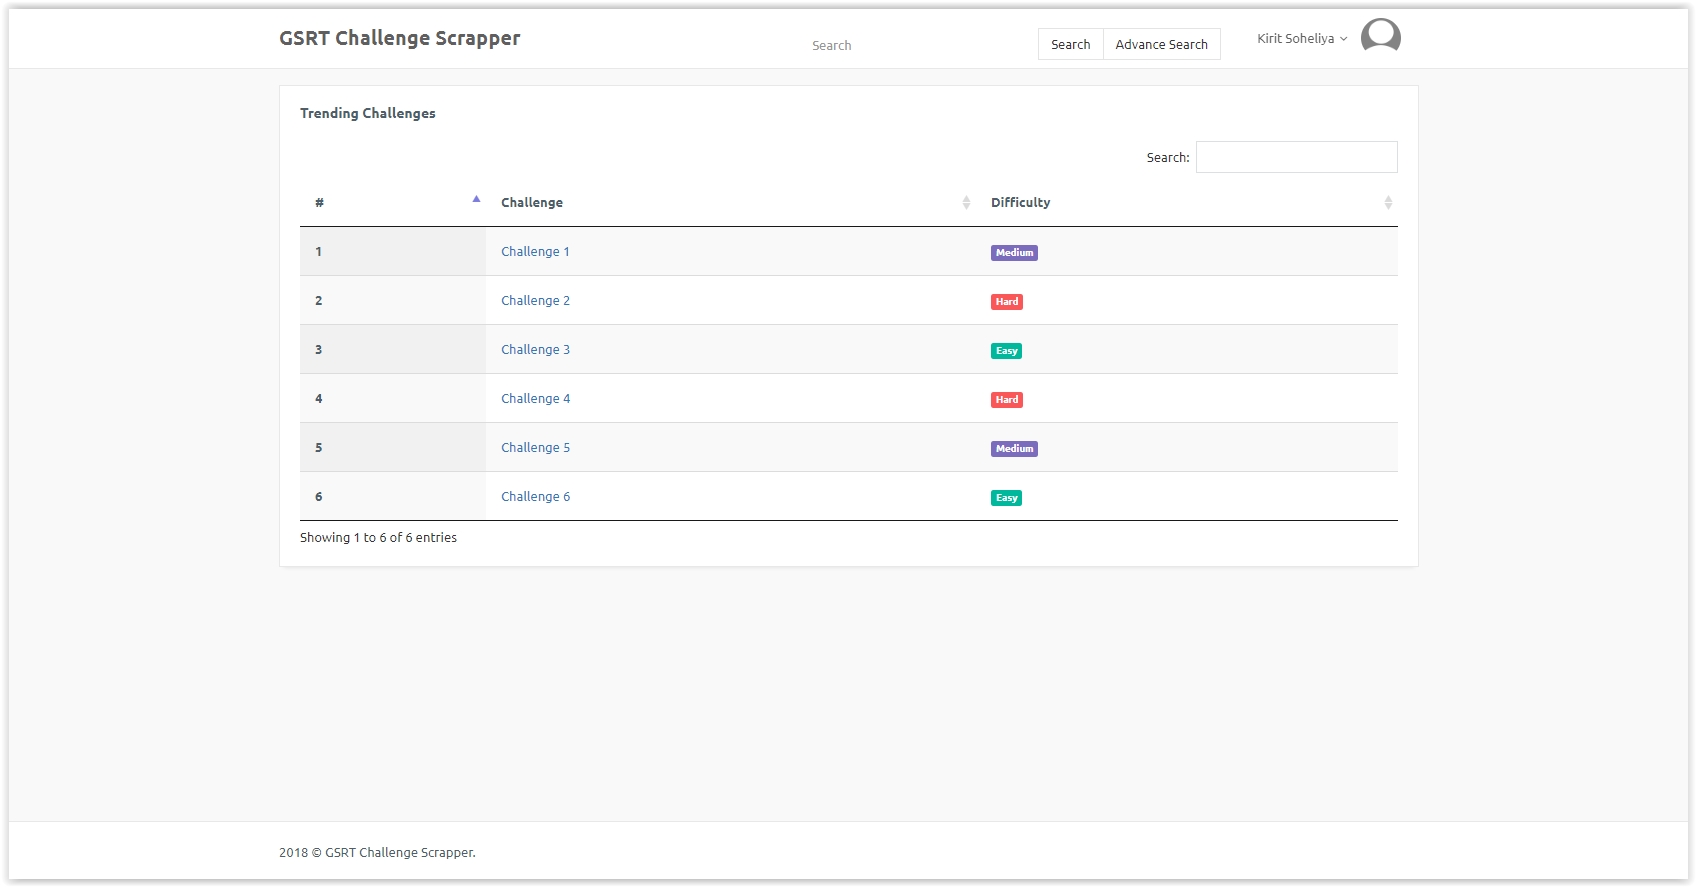 GSRT Challenge Scrapper
Search
Search
Advance Search
Kirit Soheliya
Trending Challenges
Search:
# Challenge Difficulty
1 Challenge 1 Medium
2 Challenge 2 Hard
3 Challenge 3 Easy
4 Challenge 4 Hard
5 Challenge 5 Medium
6 Challenge 6 Easy
Showing 1 to 6 of 6 entries
2018 © GSRT Challenge Scrapper.